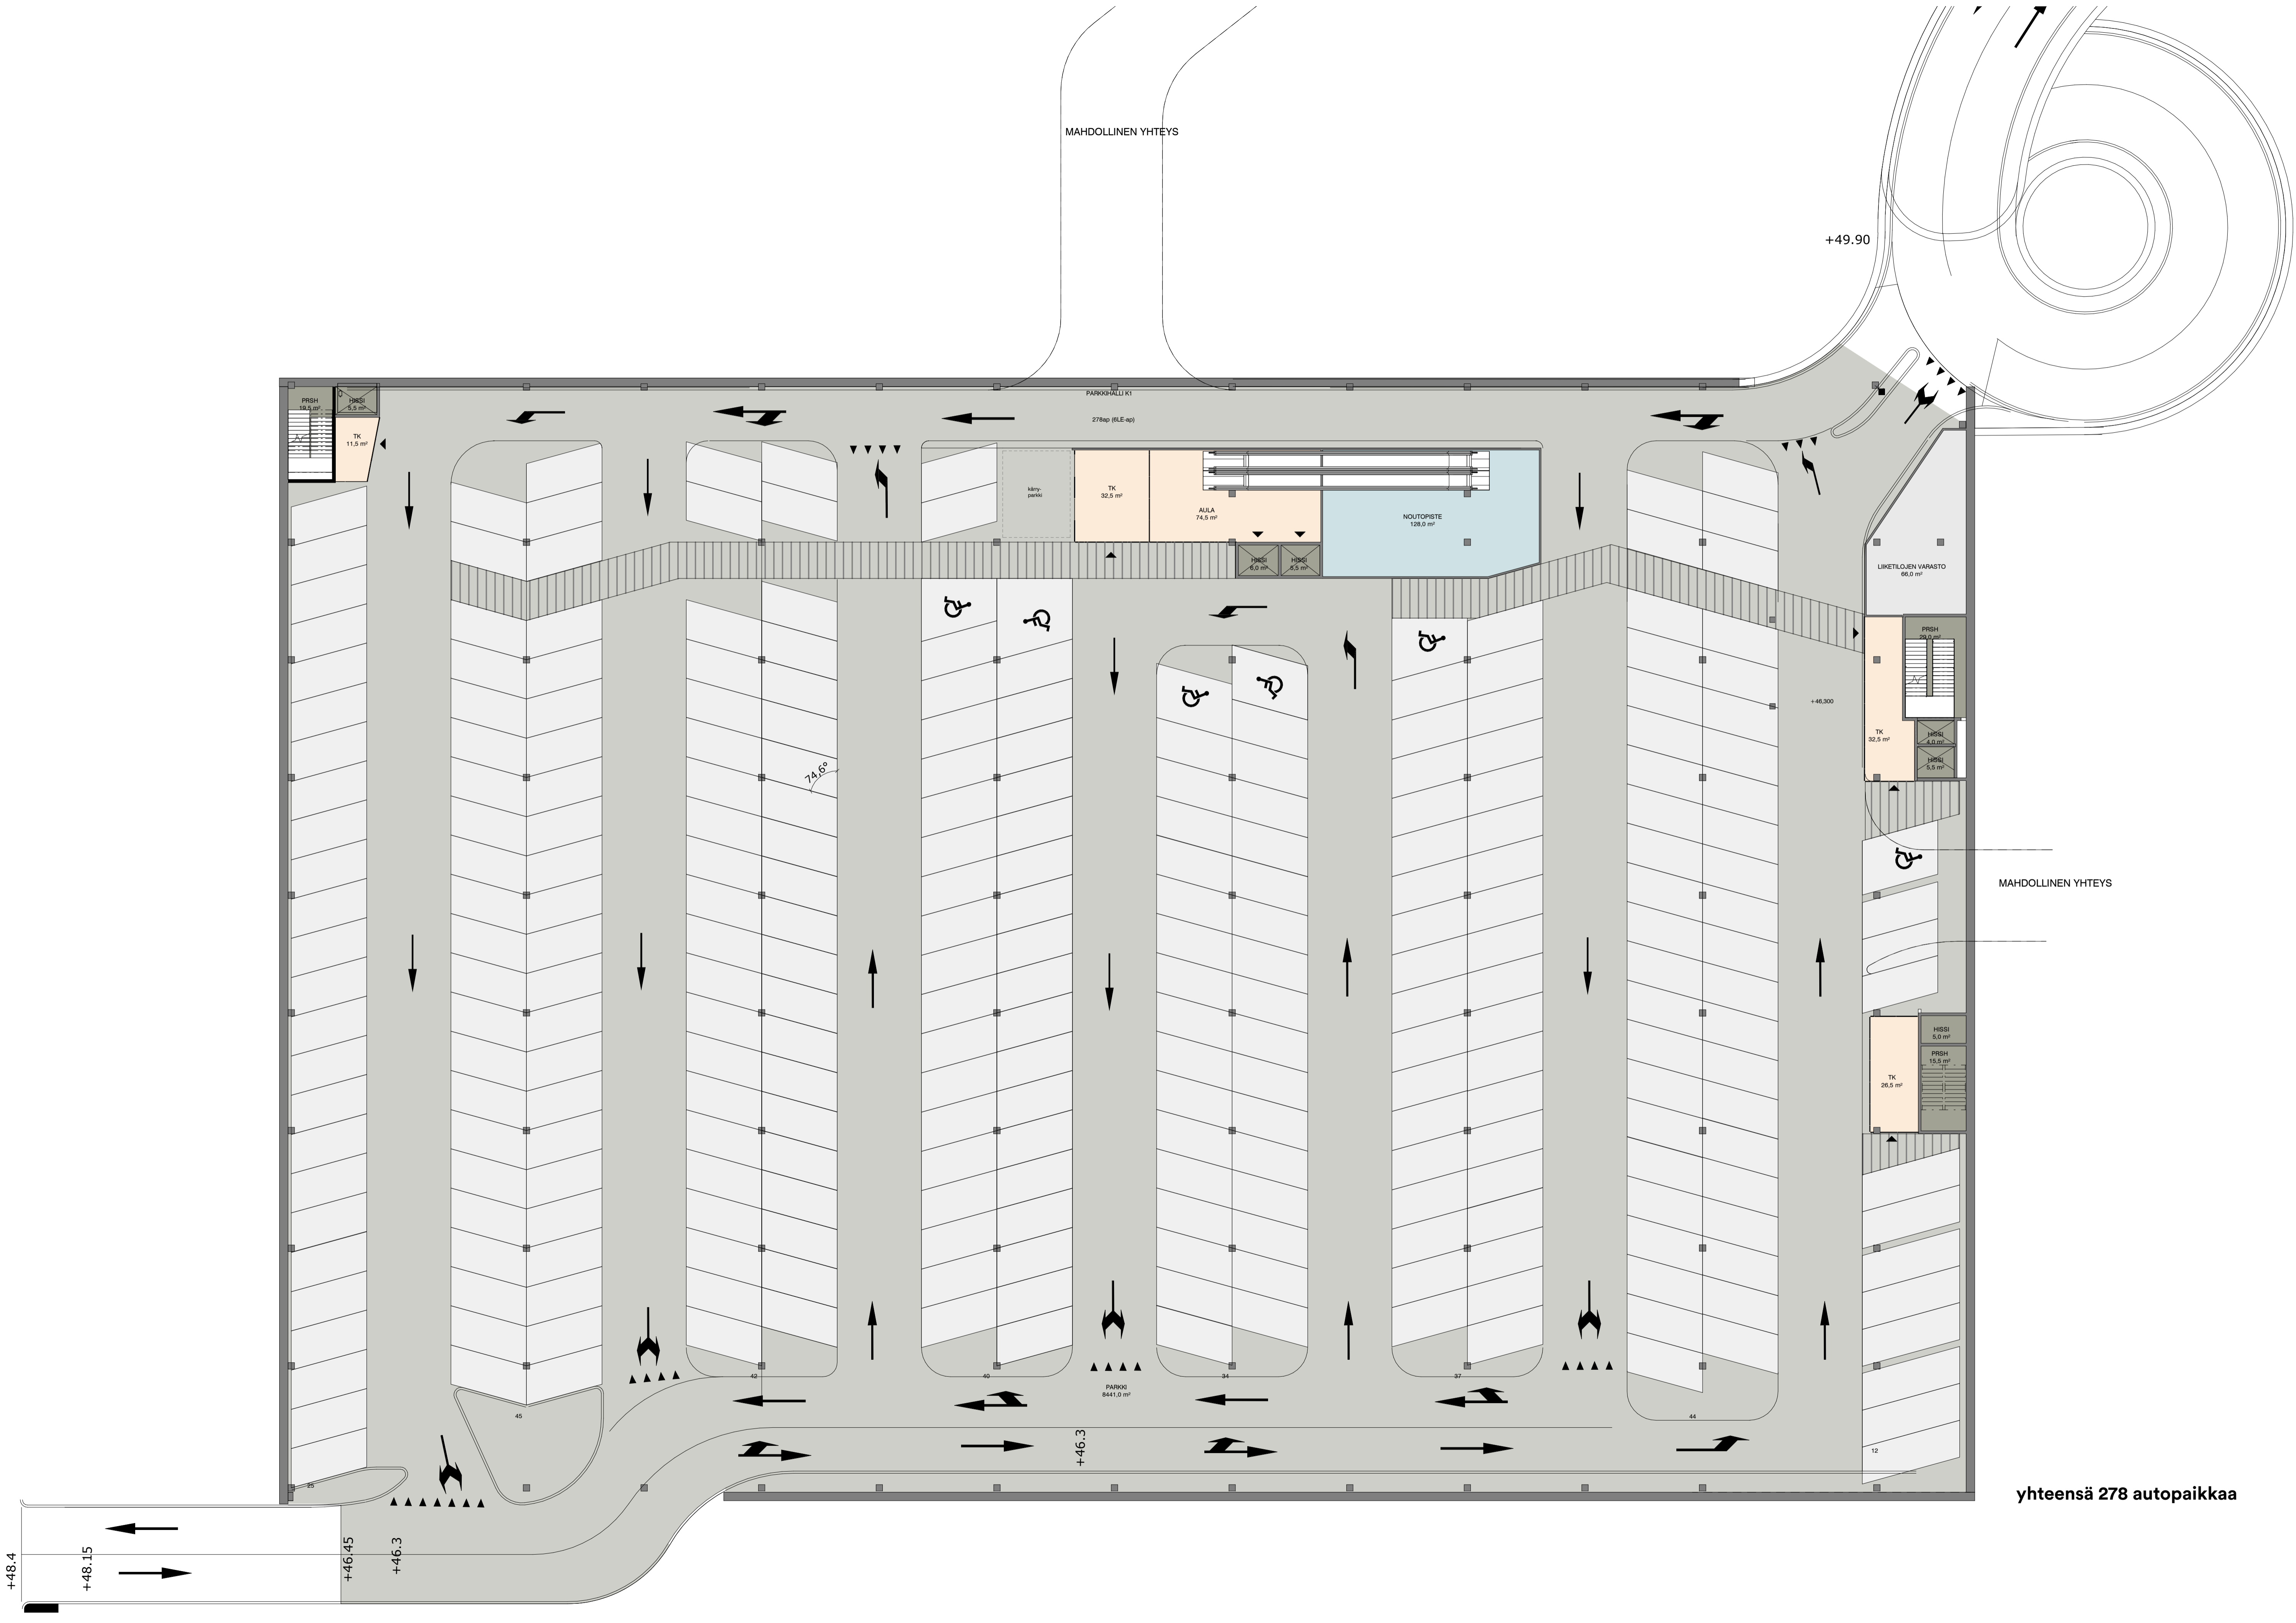 MAHDOLLINEN YHTEYS
+49.90
PARKKIHALLI K1
278ap (6LE-ap)
PRSH
19,5 m²
HISSI
5,5 m²
TK
11,5 m²
kärry-
parkki
TK
32,5 m²
AULA
74,5 m²
NOUTOPISTE
128,0 m²
HISSI
6,0 m²
HISSI
5,5 m²
LIIKETILOJEN VARASTO
66,0 m²
PRSH
29,0 m²
+46,300
TK
32,5 m²
HISSI
4,0 m²
HISSI
5,5 m²
74,6°
MAHDOLLINEN YHTEYS
HISSI
5,0 m²
PRSH
15,5 m²
TK
26,5 m²
42
40
34
37
PARKKI
8441,0 m²
45
44
12
+46.3
25
yhteensä 278 autopaikkaa
+48.4
+48.15
+46.45
+46.3